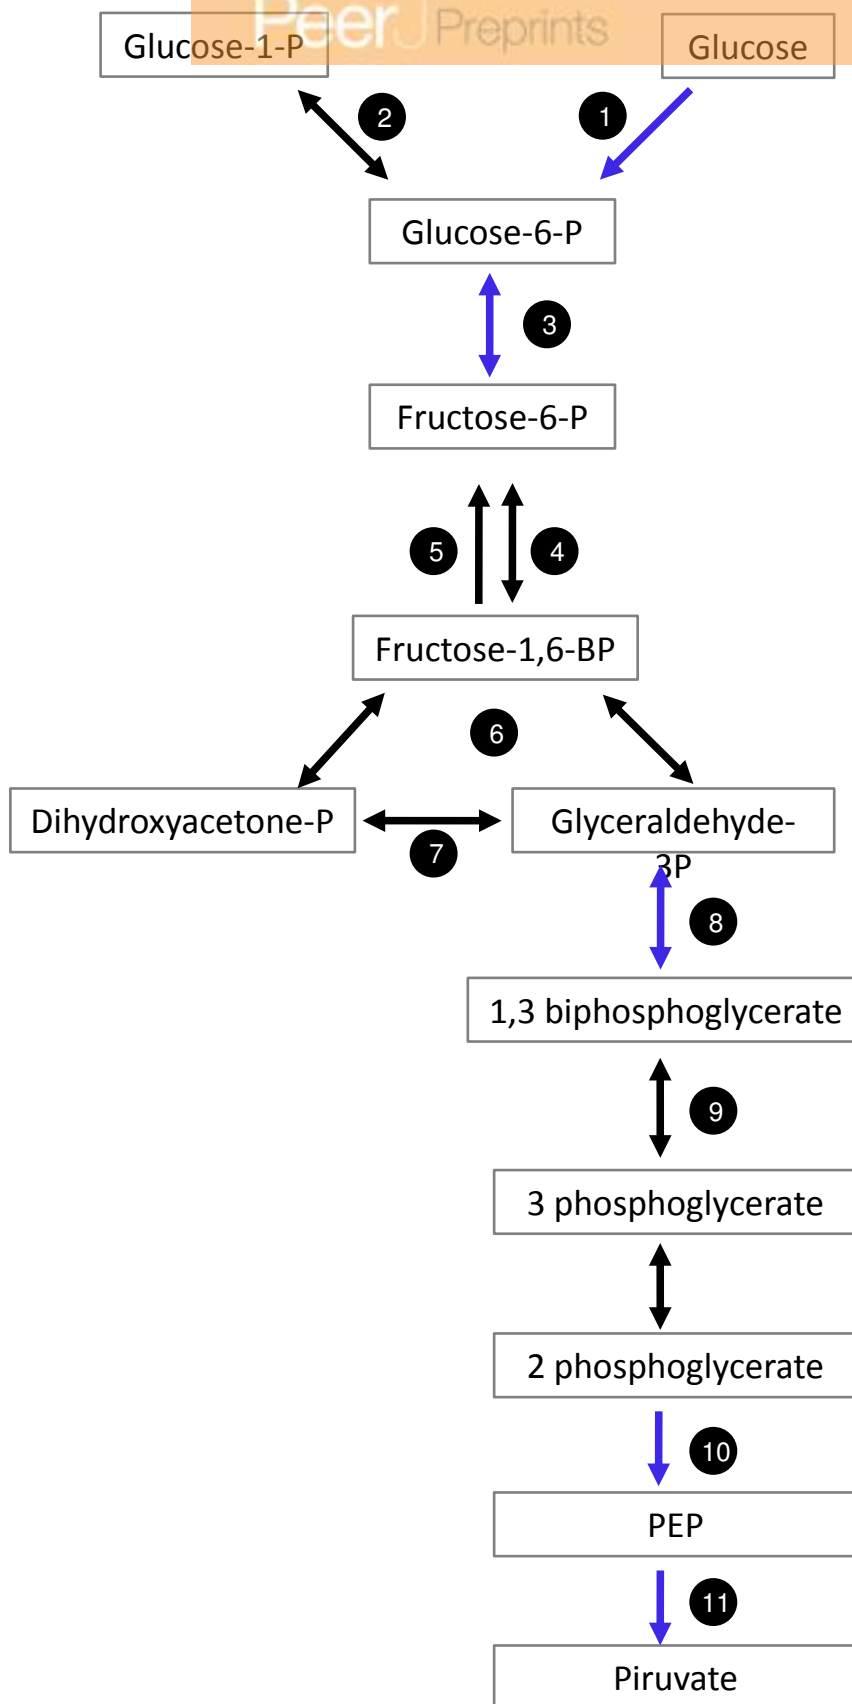 PeerJ Preprints
Glucose-1-P
Glucose
2
1
Glucose-6-P
3
Fructose-6-P
5
4
Fructose-1,6-BP
6
Dihydroxyacetone-P
Glyceraldehyde-
3P
7
8
1,3 biphosphoglycerate
9
3 phosphoglycerate
2 phosphoglycerate
10
PEP
11
Piruvate